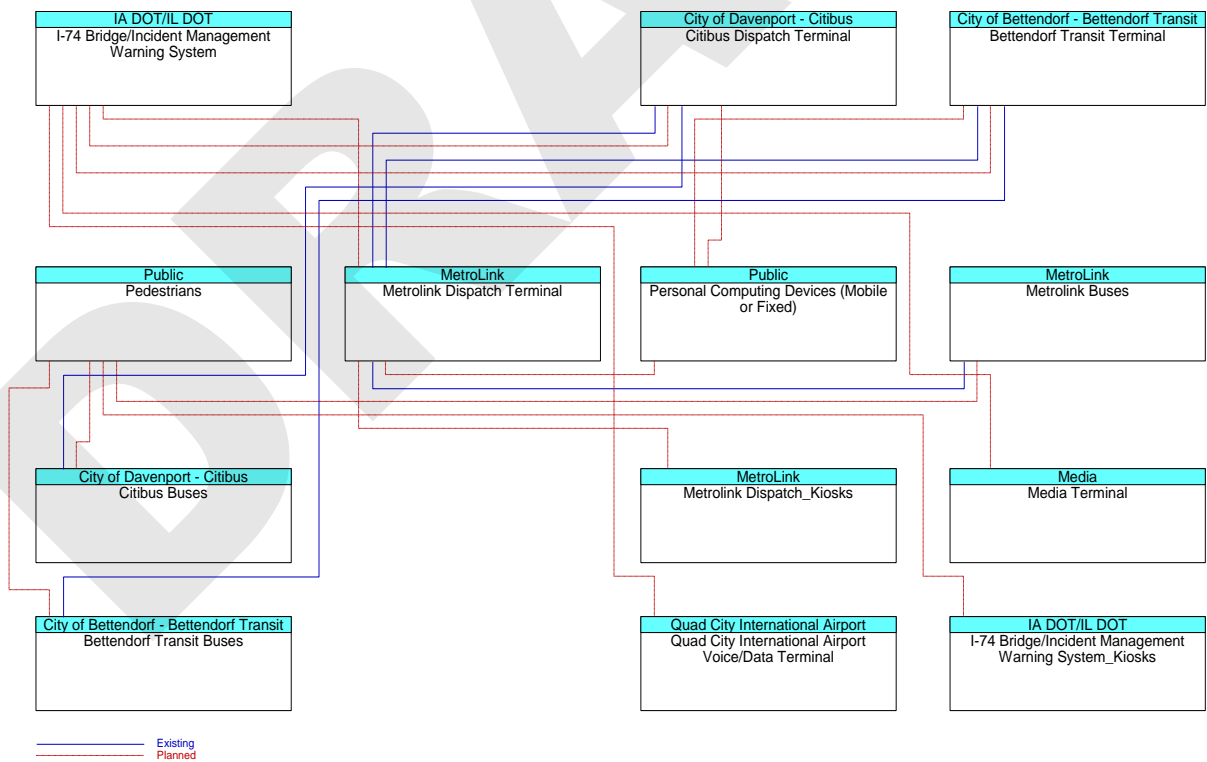 IA DOT/IL DOT
I-74 Bridge/Incident Management
Warning System
City of Davenport - Citibus
Citibus Dispatch Terminal
City of Bettendorf - Bettendorf Transit
Bettendorf Transit Terminal
Public
Pedestrians
MetroLink
Metrolink Dispatch Terminal
Public
Personal Computing Devices (Mobile
or Fixed)
MetroLink
Metrolink Buses
City of Davenport - Citibus
Citibus Buses
MetroLink
Metrolink Dispatch_Kiosks
Media
Media Terminal
City of Bettendorf - Bettendorf Transit
Bettendorf Transit Buses
Quad City International Airport
Quad City International Airport
Voice/Data Terminal
IA DOT/IL DOT
I-74 Bridge/Incident Management
Warning System_Kiosks
Existing
Planned
DRA